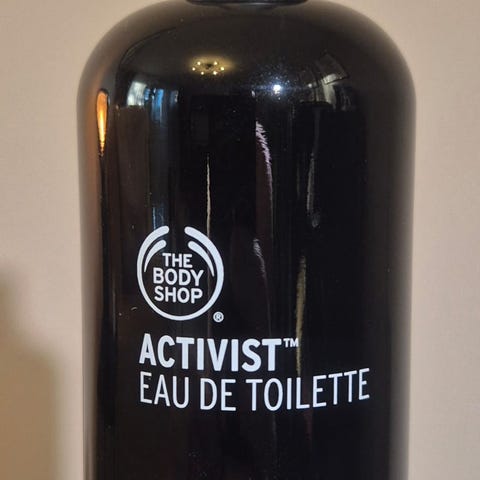 THE
BODY
SHOP
®
ACTIVIST™
EAU DE TOILETTE